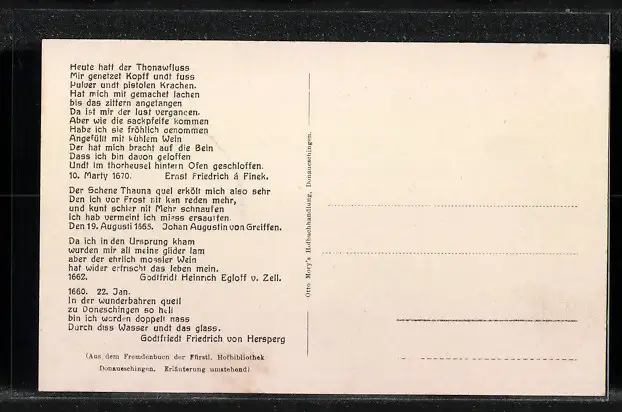 Heute hatt der Thonawfluss
Mir genetzet Kopff undt fuss
Pulver undt pistolen Krachen.
Hat mich mit gemachet lachen
bis das zittern angefangen
Da ist mir der lust vergangen.
Aber wie die sackpfeife kommen
Habe ich sie fröhlich genommen
Angefüllt mit kühlem Wein
Der hat mich bracht auf die Bein
Dass ich bin davon geloffen
Undt im thorheusel hintern Ofen geschloffen.
10. Marty 1670. Ernst Friedrich à Finek.
Der Schene Thauna quel erkölt mich also sehr
Den ich vor Frost nit kan reden mehr,
und kunt schier nit Mehr schnaufen
Ich hab vermeint ich miess ersauffen
Den 19. Augusti 1665. Johan Augustin von Greiffen.
Da ich in den Ursprung kham
wurden mir all meine glider lam
aber der ehrlich mossler Wein
hat wider erfrischt das leben mein.
1662. Godtfridt Heinrich Egloff v. Zell.
1660. 22. Jan.
In der wunderbahren quell
zu Doneschingen so hell
bin ich worden doppelt nass
Durch diss Wasser undt das glass.
Godtfriedt Friedrich von Hersperg
(Aus dem Fremdenbuch der Fürstl. Hofbibliothek
Donaueschingen. Erläuterung umstehend)
Otto Mory's Hofbuchhandlung, Donaueschingen.